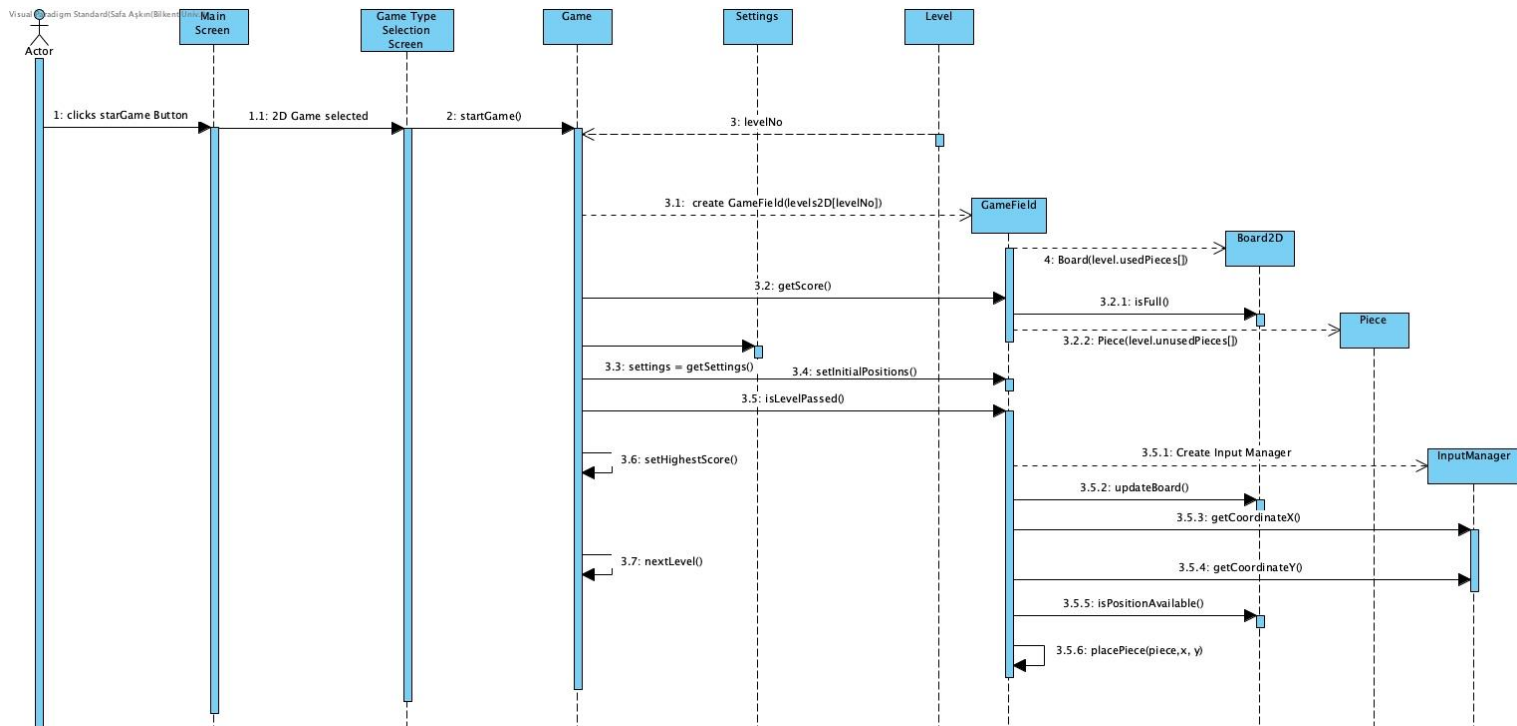 Visual Paradigm Standard(Safa Aşkın(Bilkent
Actor
Main
Screen
Game Type
Selection
Screen
Game
Settings
Level
1: clicks starGame Button
1.1: 2D Game selected
2: startGame()
3: levelNo
3.1: create GameField(levels2D[levelNo])
GameField
Board2D
4: Board(level.usedPieces[])
3.2: getScore()
3.2.1: isFull()
Piece
3.2.2: Piece(level.unusedPieces[])
3.3: settings = getSettings()
3.4: setInitialPositions()
3.5: isLevelPassed()
3.5.1: Create Input Manager
InputManager
3.6: setHighestScore()
3.5.2: updateBoard()
3.5.3: getCoordinateX()
3.7: nextLevel()
3.5.4: getCoordinateY()
3.5.5: isPositionAvailable()
3.5.6: placePiece(piece,x, y)